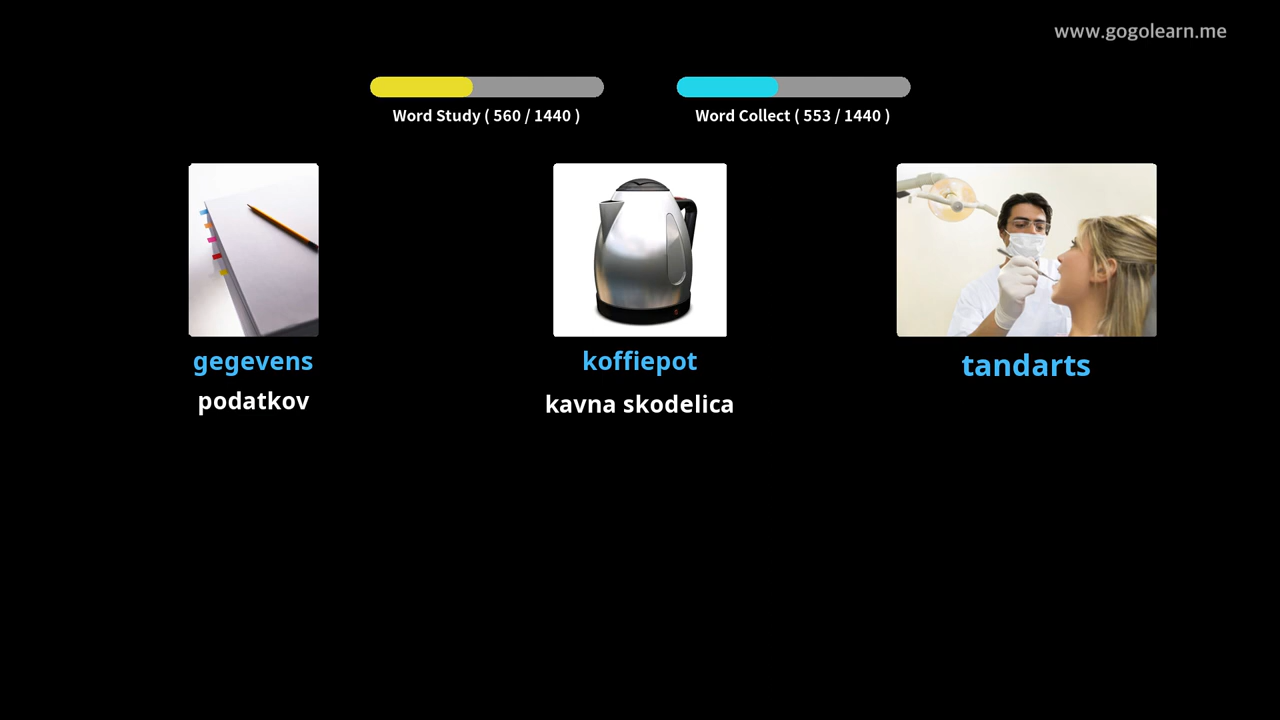 www.gogolearn.me
Word Study ( 560 / 1440 )
Word Collect ( 553 / 1440 )
gegevens
koffiepot
tandarts
podatkov
kavna skodelica